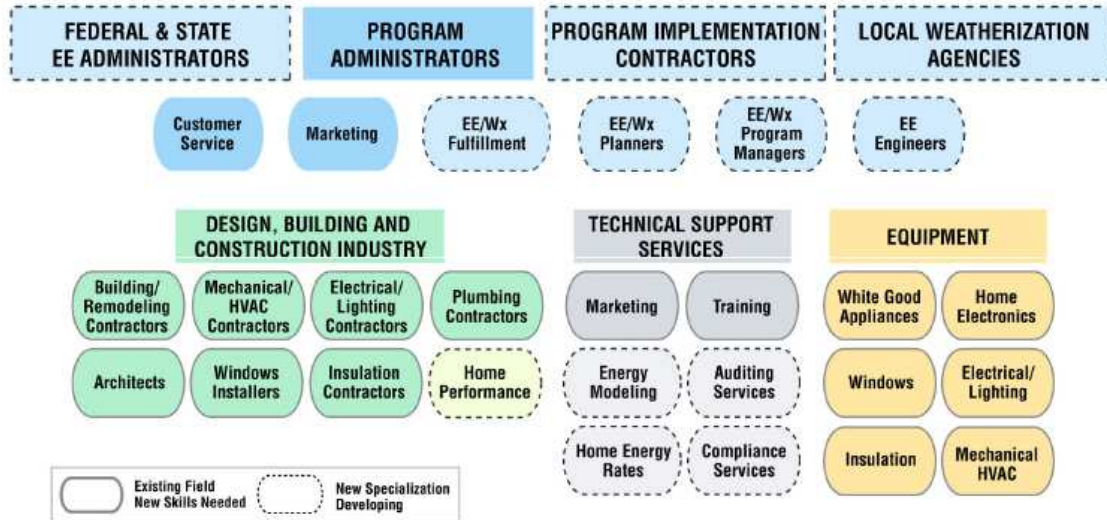 FEDERAL & STATE
EE ADMINISTRATORS
PROGRAM
ADMINISTRATORS
PROGRAM IMPLEMENTATION
CONTRACTORS
LOCAL WEATHERIZATION
AGENCIES
Customer
Service
Marketing
EE/Wx
Fulfillment
EE/Wx
Planners
EE/Wx
Program
Managers
EE
Engineers
DESIGN, BUILDING AND
CONSTRUCTION INDUSTRY
Building/
Remodeling
Contractors
Mechanical/
HVAC
Contractors
Electrical/
Lighting
Contractors
Plumbing
Contractors
Architects
Windows
Installers
Insulation
Contractors
Home
Performance
TECHNICAL SUPPORT
SERVICES
Marketing
Training
Energy
Modeling
Auditing
Services
Home Energy
Rates
Compliance
Services
EQUIPMENT
White Good
Appliances
Home
Electronics
Windows
Electrical/
Lighting
Insulation
Mechanical
HVAC
Existing Field
New Skills Needed
New Specialization
Developing